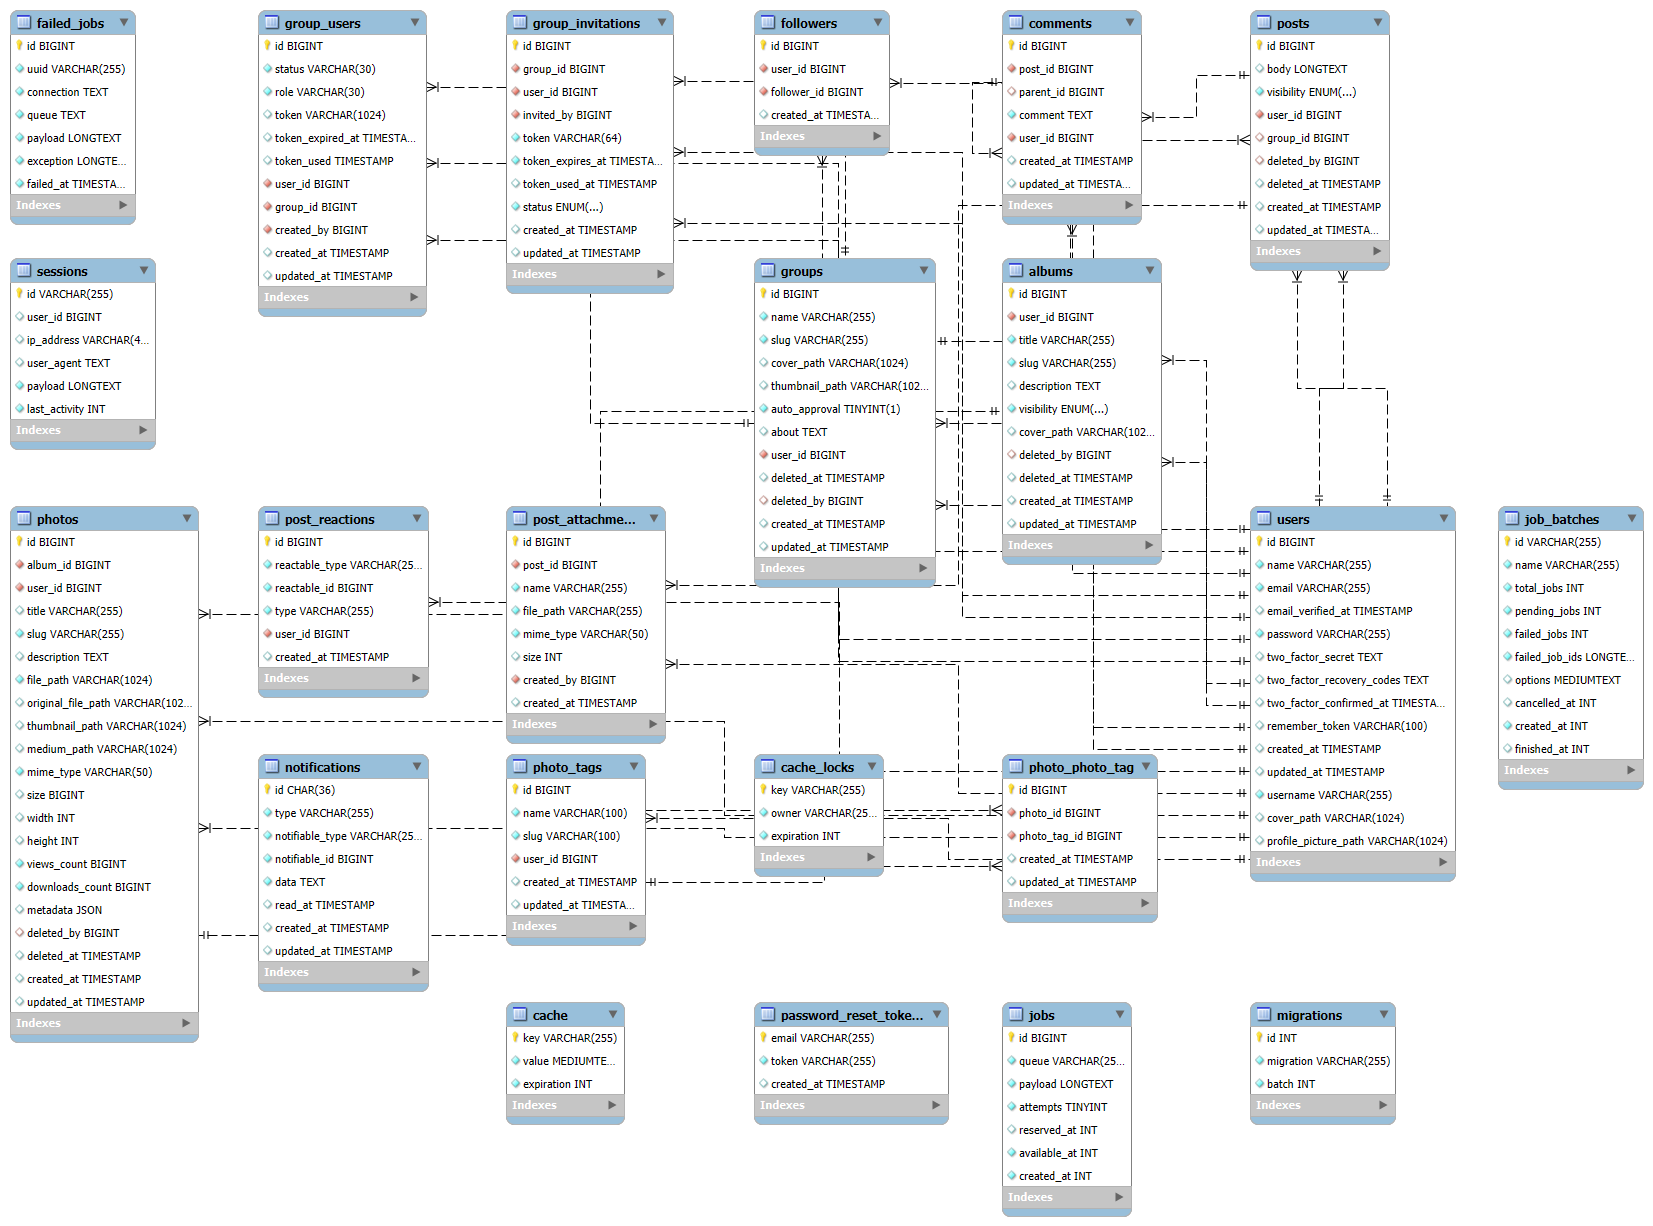 failed_jobs
id BIGINT
uuid VARCHAR(255)
connection TEXT
queue TEXT
payload LONGTEXT
exception LONGTE...
failed_at TIMESTA...
Indexes
group_users
id BIGINT
status VARCHAR(30)
role VARCHAR(30)
token VARCHAR(1024)
token_expired_at TIMESTA...
token_used TIMESTAMP
user_id BIGINT
group_id BIGINT
created_by BIGINT
created_at TIMESTAMP
updated_at TIMESTAMP
Indexes
group_invitations
id BIGINT
group_id BIGINT
user_id BIGINT
invited_by BIGINT
token VARCHAR(64)
token_expires_at TIMESTA...
token_used_at TIMESTAMP
status ENUM(...)
created_at TIMESTAMP
updated_at TIMESTAMP
Indexes
followers
id BIGINT
user_id BIGINT
follower_id BIGINT
created_at TIMESTA...
Indexes
comments
id BIGINT
post_id BIGINT
parent_id BIGINT
comment TEXT
user_id BIGINT
created_at TIMESTAMP
updated_at TIMESTA...
Indexes
posts
id BIGINT
body LONGTEXT
visibility ENUM(...)
user_id BIGINT
group_id BIGINT
deleted_by BIGINT
deleted_at TIMESTAMP
created_at TIMESTAMP
updated_at TIMESTA...
Indexes
sessions
id VARCHAR(255)
user_id BIGINT
ip_address VARCHAR(4...
user_agent TEXT
payload LONGTEXT
last_activity INT
Indexes
groups
id BIGINT
name VARCHAR(255)
slug VARCHAR(255)
cover_path VARCHAR(1024)
thumbnail_path VARCHAR(102...
auto_approval TINYINT(1)
about TEXT
user_id BIGINT
deleted_at TIMESTAMP
deleted_by BIGINT
created_at TIMESTAMP
updated_at TIMESTAMP
Indexes
albums
id BIGINT
user_id BIGINT
title VARCHAR(255)
slug VARCHAR(255)
description TEXT
visibility ENUM(...)
cover_path VARCHAR(102...
deleted_by BIGINT
deleted_at TIMESTAMP
created_at TIMESTAMP
updated_at TIMESTAMP
Indexes
photos
id BIGINT
album_id BIGINT
user_id BIGINT
title VARCHAR(255)
slug VARCHAR(255)
description TEXT
file_path VARCHAR(1024)
original_file_path VARCHAR(102...
thumbnail_path VARCHAR(1024)
medium_path VARCHAR(1024)
mime_type VARCHAR(50)
size BIGINT
width INT
height INT
views_count BIGINT
downloads_count BIGINT
metadata JSON
deleted_by BIGINT
deleted_at TIMESTAMP
created_at TIMESTAMP
updated_at TIMESTAMP
Indexes
post_reactions
id BIGINT
reactable_type VARCHAR(25...
reactable_id BIGINT
type VARCHAR(255)
user_id BIGINT
created_at TIMESTAMP
Indexes
post_attachme...
id BIGINT
post_id BIGINT
name VARCHAR(255)
file_path VARCHAR(255)
mime_type VARCHAR(50)
size INT
created_by BIGINT
created_at TIMESTAMP
Indexes
users
id BIGINT
name VARCHAR(255)
email VARCHAR(255)
email_verified_at TIMESTAMP
password VARCHAR(255)
two_factor_secret TEXT
two_factor_recovery_codes TEXT
two_factor_confirmed_at TIMESTA...
remember_token VARCHAR(100)
created_at TIMESTAMP
updated_at TIMESTAMP
username VARCHAR(255)
cover_path VARCHAR(1024)
profile_picture_path VARCHAR(1024)
Indexes
job_batches
id VARCHAR(255)
name VARCHAR(255)
total_jobs INT
pending_jobs INT
failed_jobs INT
failed_job_ids LONGTE...
options MEDIUMTEXT
cancelled_at INT
created_at INT
finished_at INT
Indexes
notifications
id CHAR(36)
type VARCHAR(255)
notifiable_type VARCHAR(25...
notifiable_id BIGINT
data TEXT
read_at TIMESTAMP
created_at TIMESTAMP
updated_at TIMESTAMP
Indexes
photo_tags
id BIGINT
name VARCHAR(100)
slug VARCHAR(100)
user_id BIGINT
created_at TIMESTAMP
updated_at TIMESTA...
Indexes
cache_locks
key VARCHAR(255)
owner VARCHAR(25...
expiration INT
Indexes
photo_photo_tag
id BIGINT
photo_id BIGINT
photo_tag_id BIGINT
created_at TIMESTAMP
updated_at TIMESTAMP
Indexes
cache
key VARCHAR(255)
value MEDIUMTE...
expiration INT
Indexes
password_reset_toke...
email VARCHAR(255)
token VARCHAR(255)
created_at TIMESTAMP
Indexes
jobs
id BIGINT
queue VARCHAR(25...
payload LONGTEXT
attempts TINYINT
reserved_at INT
available_at INT
created_at INT
Indexes
migrations
id INT
migration VARCHAR(255)
batch INT
Indexes